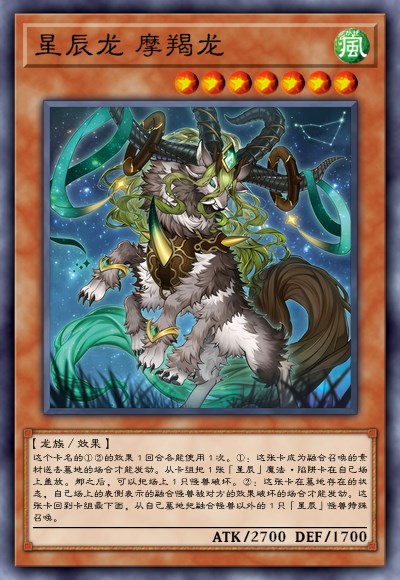 星辰龙 摩羯龙
風
【龙族/效果】
这个卡名的①②的效果1回合各能使用1次。①：这张卡成为融合召唤的素
材送去墓地的场合才能发动。从卡组把1张「星辰」魔法·陷阱卡在自己场
上盖放。那之后，可以把场上1只怪兽破坏。②：这张卡在墓地存在的状
态，自己场上的表侧表示的融合怪兽被对方的效果破坏的场合才能发动。这
张卡回到卡组最下面，从自己墓地把融合怪兽以外的1只「星辰」怪兽特殊
召唤。
ATK/2700 DEF/1700